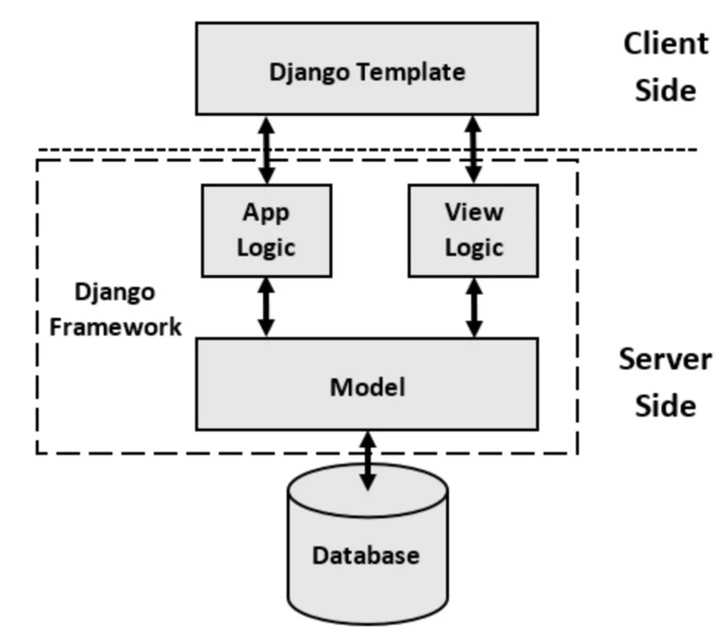 Django Template
Client
Side
App
Logic
View
Logic
Django
Framework
Model
Server
Side
Database